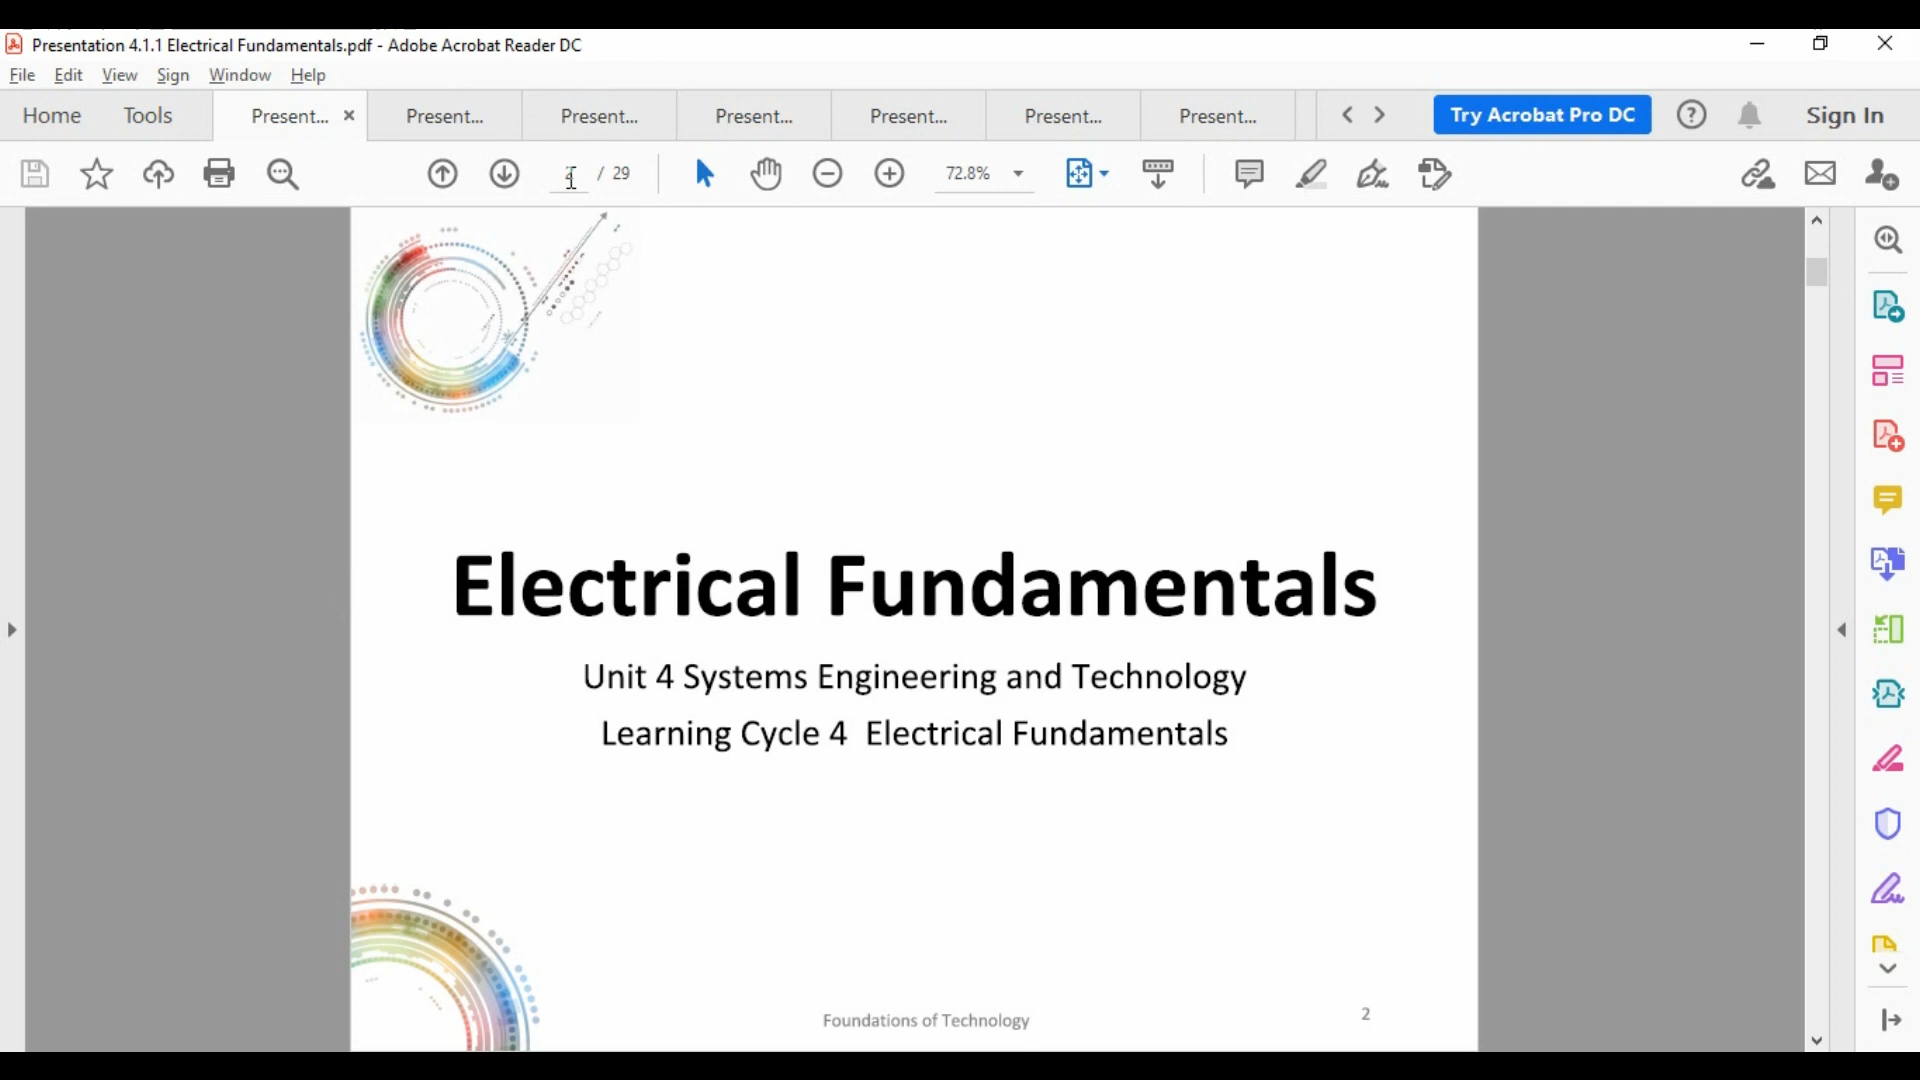 Presentation 4.1.1 Electrical Fundamentals.pdf - Adobe Acrobat Reader DC
File Edit View Sign Window Help
Home Tools Present... Present... Present... Present... Present... Present... Present... Try Acrobat Pro DC Sign In
/ 29 72.8%
Electrical Fundamentals
Unit 4 Systems Engineering and Technology
Learning Cycle 4 Electrical Fundamentals
Foundations of Technology 2